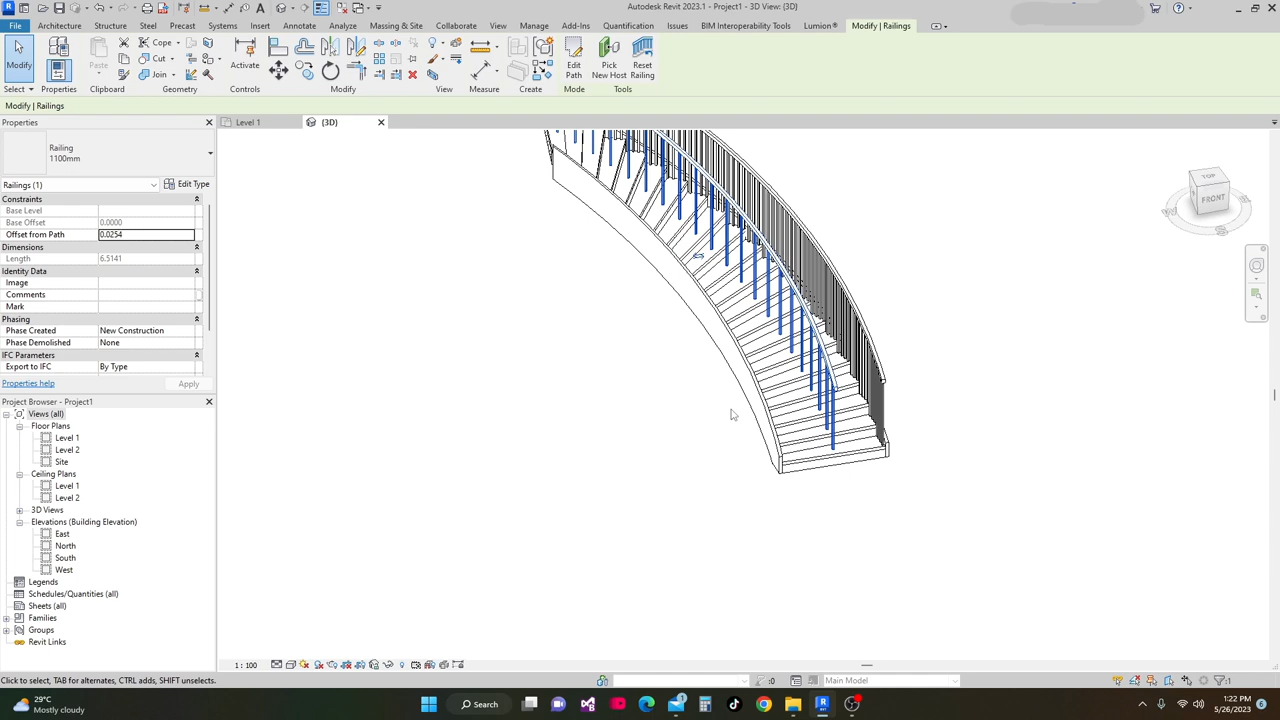 Autodesk Revit 2023.1 - Project1 - 3D View: {3D}
File Architecture Structure Steel Precast Systems Insert Annotate Analyze Massing & Site Collaborate View Manage Add-Ins Quantification Issues BIM Interoperability Tools Lumion® Modify | Railings
Cope
Cut
Join
Modify Properties Paste Activate Edit Path Pick New Host Reset Railing
Select Properties Clipboard Geometry Controls Modify View Measure Create Mode Tools
Modify | Railings
Properties
Level 1
{3D}
Railing
1100mm
Railings (1) Edit Type
Constraints
Base Level
Base Offset 0.0000
Offset from Path 0.0254
Dimensions
Length 6.5141
Identity Data
Image
Comments
Mark
Phasing
Phase Created New Construction
Phase Demolished None
IFC Parameters
Export to IFC By Type
Properties help Apply
TOP
FRONT
W
S
Project Browser - Project1
Views (all)
Floor Plans
Level 1
Level 2
Site
Ceiling Plans
Level 1
Level 2
3D Views
Elevations (Building Elevation)
East
North
South
West
Legends
Schedules/Quantities (all)
Sheets (all)
Families
Groups
Revit Links
1 : 100
Click to select, TAB for alternates, CTRL adds, SHIFT unselects.
:0
Main Model
:1
29°C
Mostly cloudy
Search
1:22 PM
5/26/2023